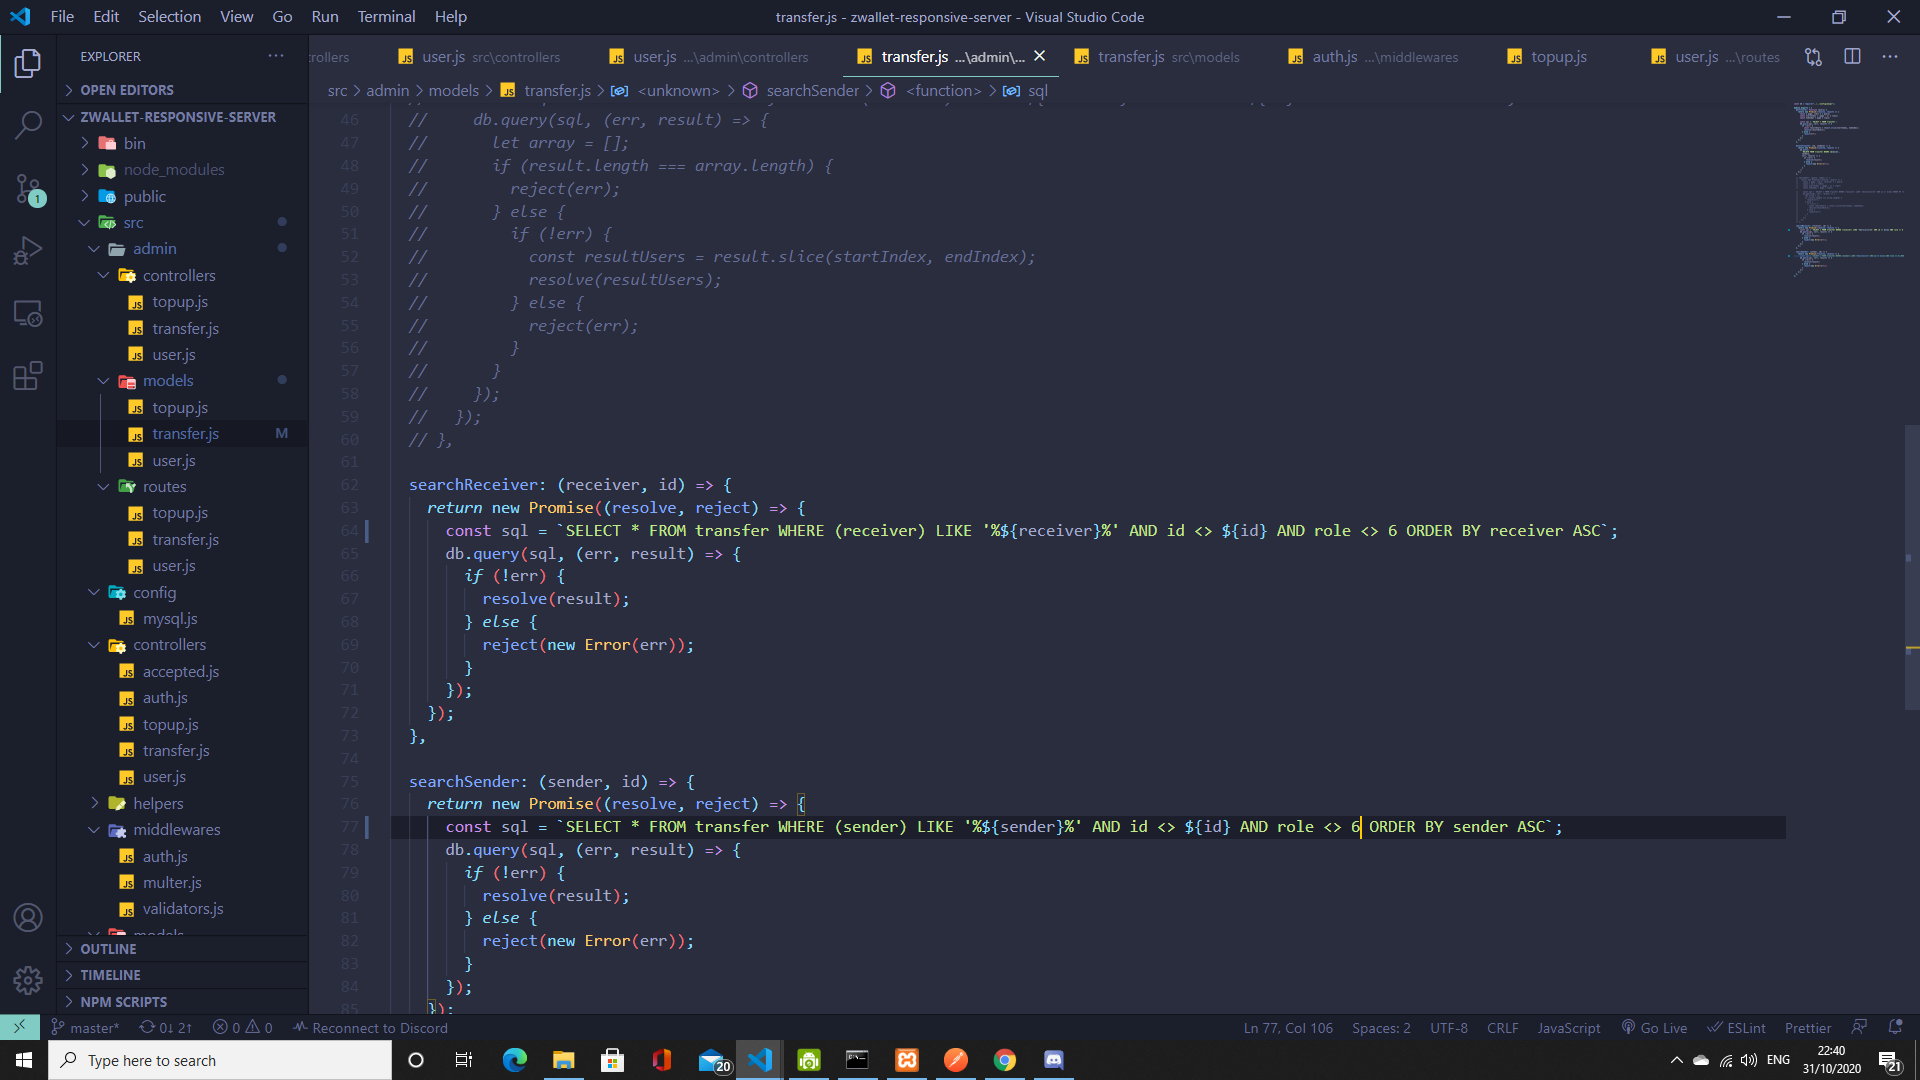 File Edit Selection View Go Run Terminal Help
transfer.js - zwallet-responsive-server - Visual Studio Code
EXPLORER
OPEN EDITORS
ZWALLET-RESPONSIVE-SERVER
bin
node_modules
public
src
admin
controllers
topup.js
transfer.js
user.js
models
topup.js
transfer.js M
user.js
routes
topup.js
transfer.js
user.js
config
mysql.js
controllers
accepted.js
auth.js
topup.js
transfer.js
user.js
helpers
middlewares
auth.js
multer.js
validators.js
models
OUTLINE
TIMELINE
NPM SCRIPTS
user.js src\controllers user.js ...\admin\controllers transfer.js ...\admin\... transfer.js src\models auth.js ...\middlewares topup.js user.js ...\routes
src > admin > models > transfer.js > <unknown> > searchSender > <function> > sql
46 // db.query(sql, (err, result) => {
47 // let array = [];
48 // if (result.length === array.length) {
49 // reject(err);
50 // } else {
51 // if (!err) {
52 // const resultUsers = result.slice(startIndex, endIndex);
53 // resolve(resultUsers);
54 // } else {
55 // reject(err);
56 // }
57 // }
58 // });
59 // });
60 // },
61
62 searchReceiver: (receiver, id) => {
63 return new Promise((resolve, reject) => {
64 const sql = `SELECT * FROM transfer WHERE (receiver) LIKE '%${receiver}%' AND id <> ${id} AND role <> 6 ORDER BY receiver ASC`;
65 db.query(sql, (err, result) => {
66 if (!err) {
67 resolve(result);
68 } else {
69 reject(new Error(err));
70 }
71 });
72 });
73 },
74
75 searchSender: (sender, id) => {
76 return new Promise((resolve, reject) => {
77 const sql = `SELECT * FROM transfer WHERE (sender) LIKE '%${sender}%' AND id <> ${id} AND role <> 6 ORDER BY sender ASC`;
78 db.query(sql, (err, result) => {
79 if (!err) {
80 resolve(result);
81 } else {
82 reject(new Error(err));
83 }
84 });
85 });
master* 0↓ 2↑ 0 0 Reconnect to Discord
Ln 77, Col 106 Spaces: 2 UTF-8 CRLF JavaScript Go Live ESLint Prettier
Type here to search
20
ENG
22:40
31/10/2020
21
1